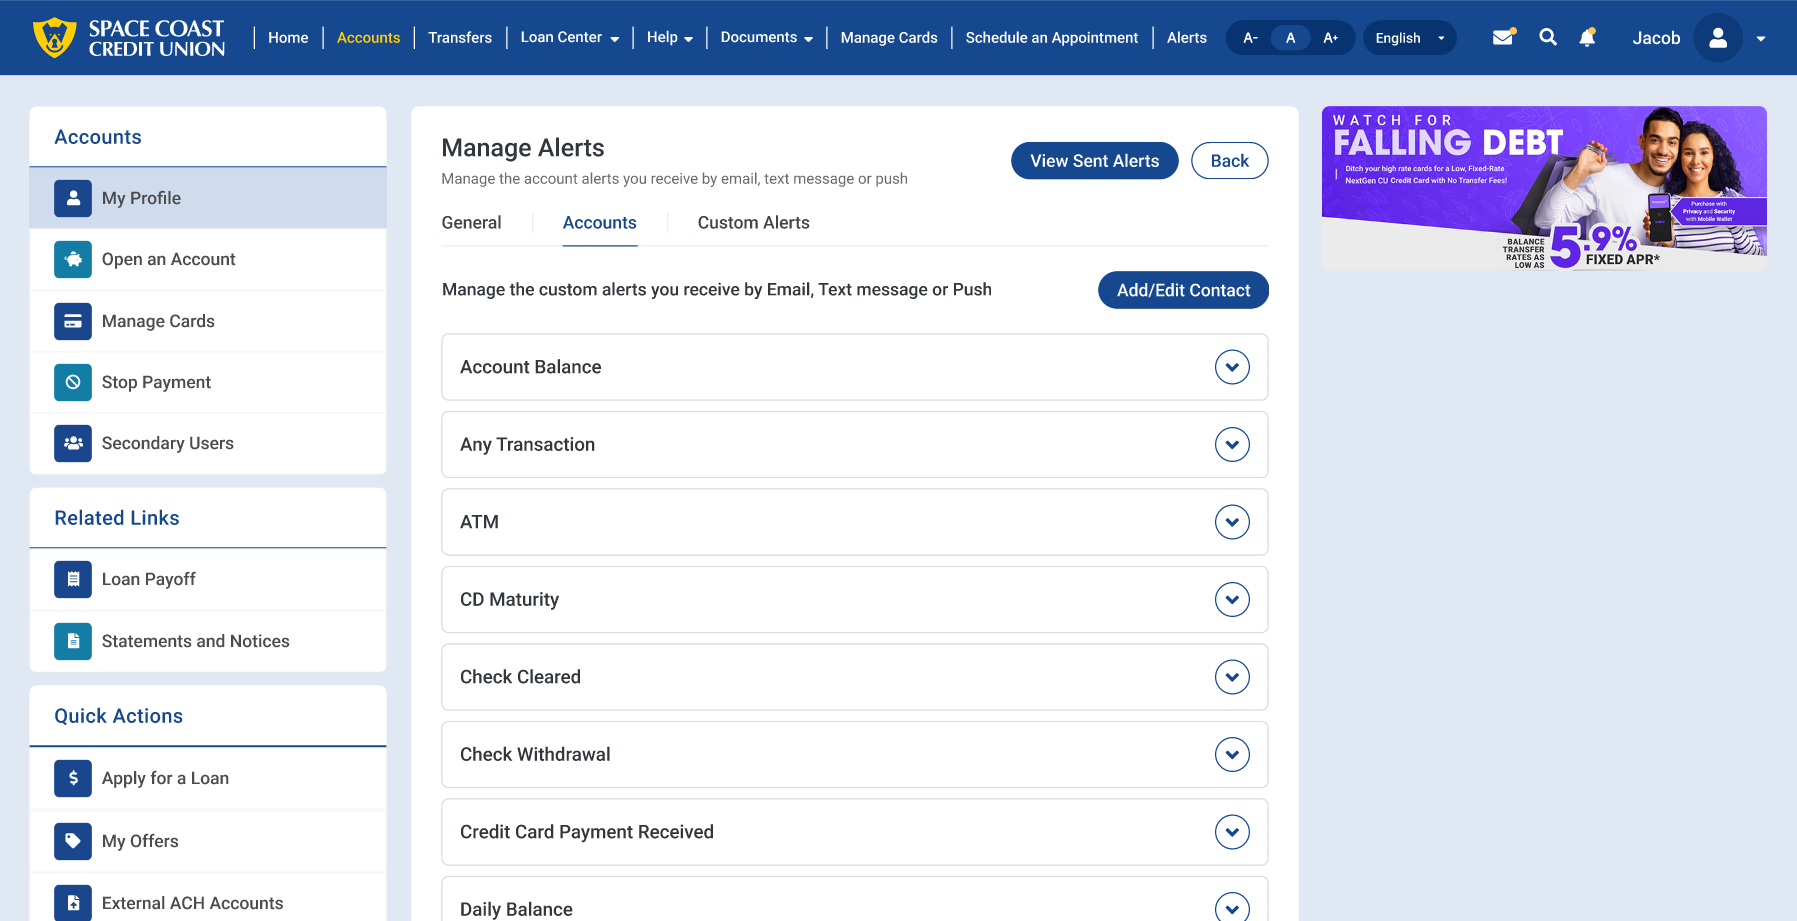 SPACE COAST
CREDIT UNION
Home
Accounts
Transfers
Loan Center
Help
Documents
Manage Cards
Schedule an Appointment
Alerts
A-
A
A+
English
Jacob
Accounts
My Profile
Open an Account
Manage Cards
Stop Payment
Secondary Users
Related Links
Loan Payoff
Statements and Notices
Quick Actions
Apply for a Loan
My Offers
External ACH Accounts
Manage Alerts
Manage the account alerts you receive by email, text message or push
View Sent Alerts
Back
General
Accounts
Custom Alerts
Manage the custom alerts you receive by Email, Text message or Push
Add/Edit Contact
Account Balance
Any Transaction
ATM
CD Maturity
Check Cleared
Check Withdrawal
Credit Card Payment Received
Daily Balance
WATCH FOR
FALLING DEBT
Ditch your high rate cards for a Low, Fixed-Rate
NextGen CU Credit Card with No Transfer Fees!
Purchase with
Privacy and Security
with Mobile Wallet
BALANCE
TRANSFER
RATES AS
LOW AS
5.9%
FIXED APR*